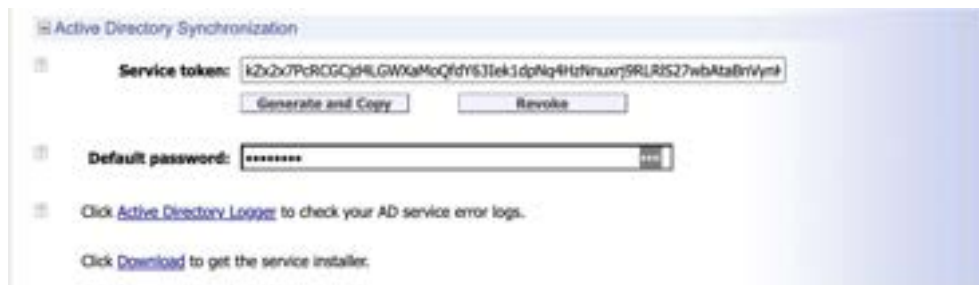 Active Directory Synchronization
Service token:
Generate and Copy Revoke
Default password: ••••••••
Click Active Directory Logger to check your AD service error logs.
Click Download to get the service installer.